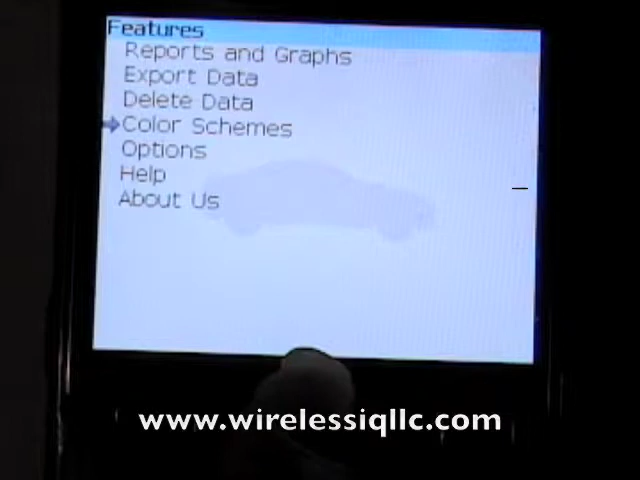 Features
Reports and Graphs
Export Data
Delete Data
Color Schemes
Options
Help
About Us
www.wirelessiqllc.com